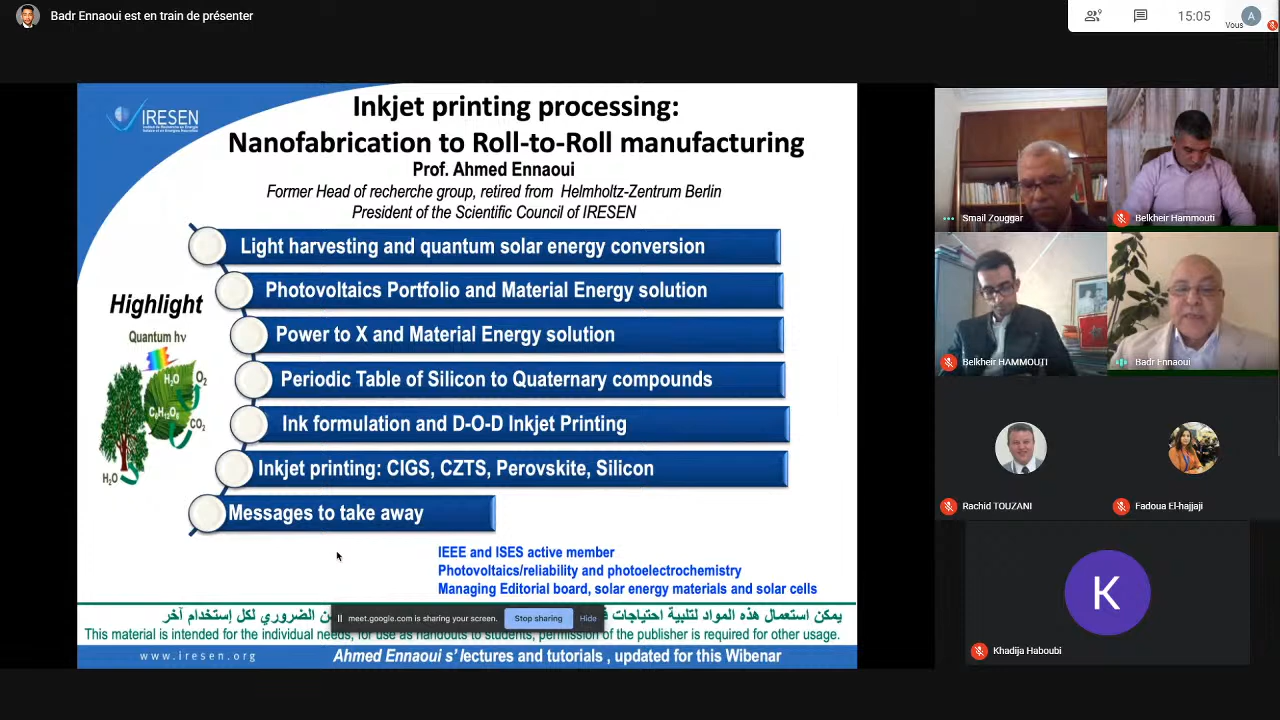 Badr Ennaoui est en train de présenter
9
15:05
A
Vous
IRESEN
Inkjet printing processing:
Nanofabrication to Roll-to-Roll manufacturing
Prof. Ahmed Ennaoui
Former Head of recherche group, retired from Helmholtz-Zentrum Berlin
President of the Scientific Council of IRESEN
Light harvesting and quantum solar energy conversion
Photovoltaics Portfolio and Material Energy solution
Highlight
Power to X and Material Energy solution
Quantum hν
H₂O
O₂
C₆H₁₂O₆
CO₂
H₂O
Periodic Table of Silicon to Quaternary compounds
Ink formulation and D-O-D Inkjet Printing
Inkjet printing: CIGS, CZTS, Perovskite, Silicon
Messages to take away
IEEE and ISES active member
Photovoltaics/reliability and photoelectrochemistry
Managing Editorial board, solar energy materials and solar cells
يمكن استعمال هذه المواد لتلبية احتياجات
الضروري لكل إستخدام آخر
meet.google.com is sharing your screen.
Stop sharing
Hide
This material is intended for the individual needs, for use as handouts to students, permission of the publisher is required for other usage.
www.iresen.org
Ahmed Ennaoui s' lectures and tutorials , updated for this Wibenar
Smail Zouggar
Belkheir Hammouti
Belkheir HAMMOUTI
Badr Ennaoui
Rachid TOUZANI
Fadoua El-hajjaji
K
Khadija Haboubi